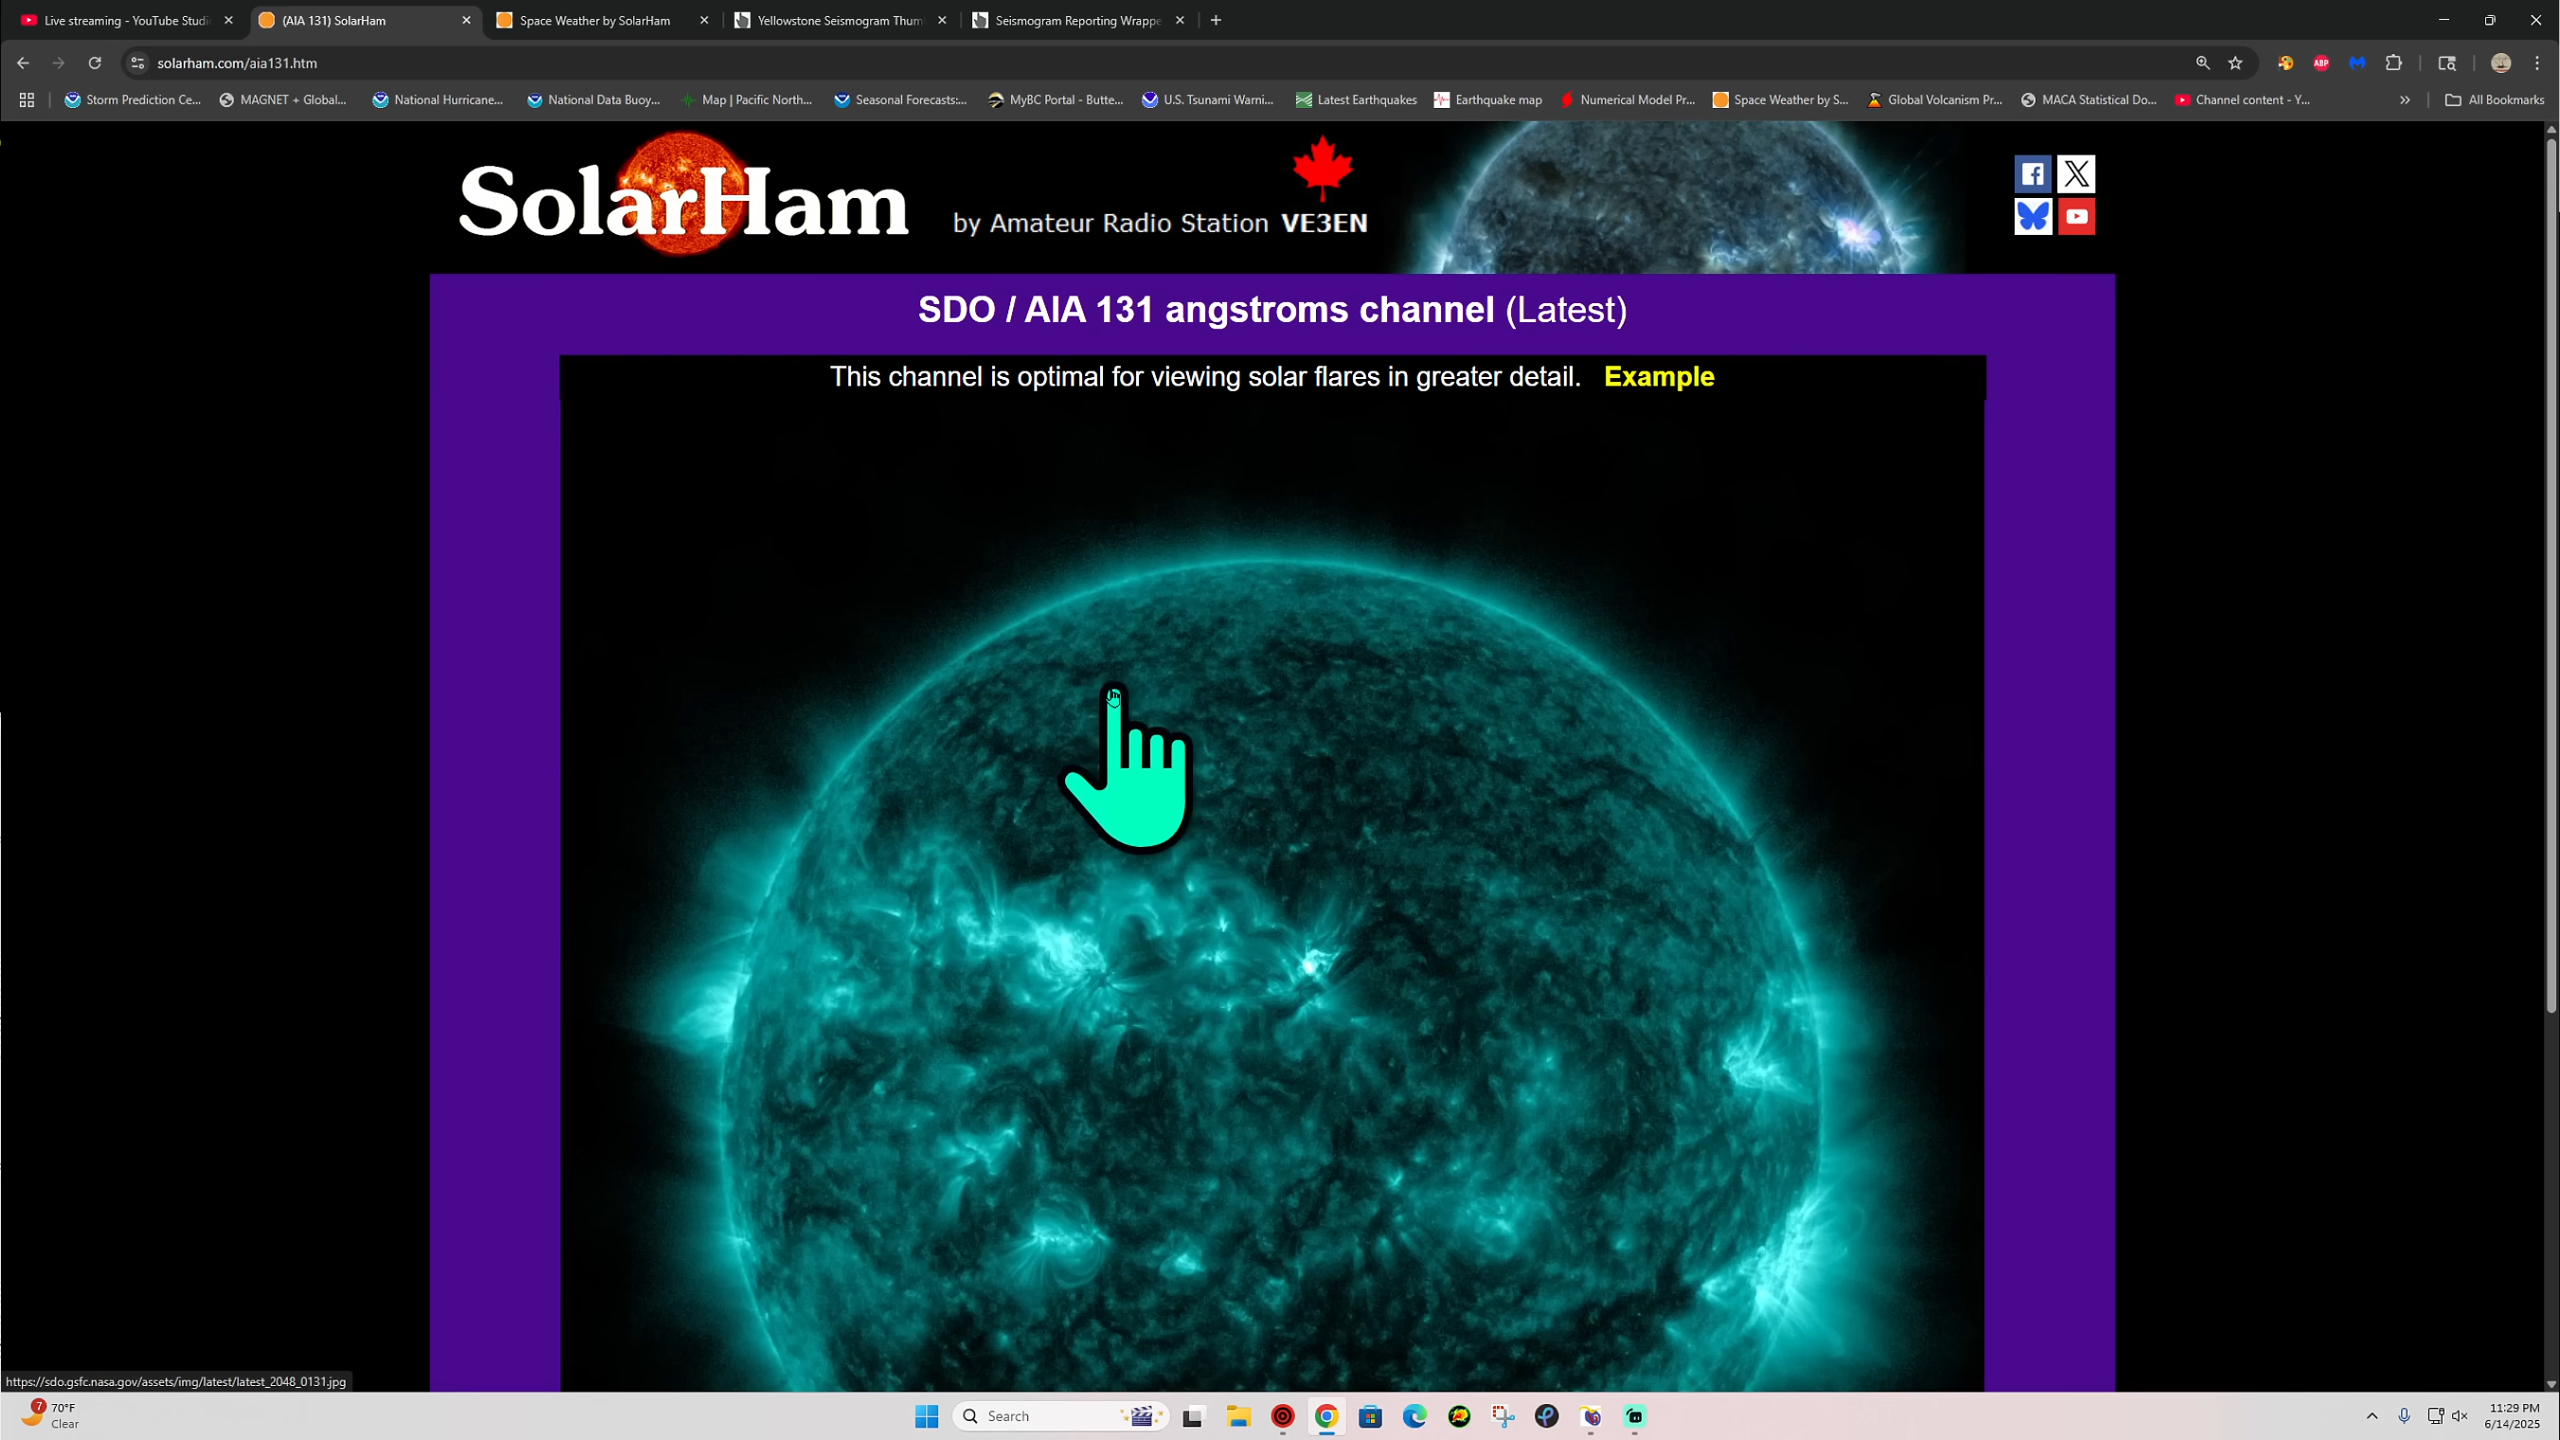 Live streaming - YouTube Studi
(AIA 131) SolarHam
Space Weather by SolarHam
Yellowstone Seismogram Thum
Seismogram Reporting Wrappe
solarham.com/aia131.htm
ABP
Storm Prediction Ce...
MAGNET + Global...
National Hurricane...
National Data Buoy...
Map | Pacific North...
Seasonal Forecasts:...
MyBC Portal - Butte...
U.S. Tsunami Warni...
Latest Earthquakes
Earthquake map
Numerical Model Pr...
Space Weather by S...
Global Volcanism Pr...
MACA Statistical Do...
Channel content - Y...
All Bookmarks
SolarHam
by Amateur Radio Station VE3EN
SDO / AIA 131 angstroms channel (Latest)
This channel is optimal for viewing solar flares in greater detail. Example
https://sdo.gsfc.nasa.gov/assets/img/latest/latest_2048_0131.jpg
7
70°F
Clear
Search
11:29 PM
6/14/2025